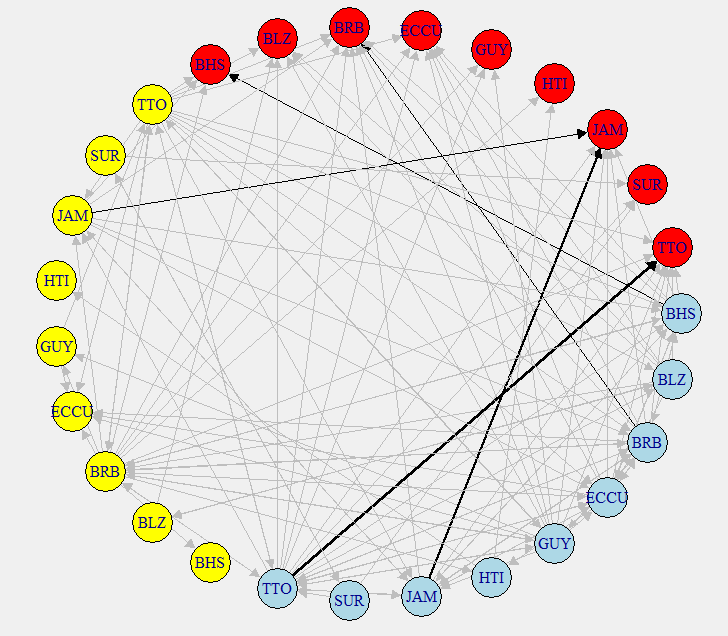 BRB
ECCU
BLZ
GUY
BHS
HTI
TTO
JAM
SUR
SUR
JAM
TTO
HTI
BHS
GUY
BLZ
ECCU
BRB
BRB
ECCU
BLZ
GUY
BHS
HTI
TTO
JAM
SUR